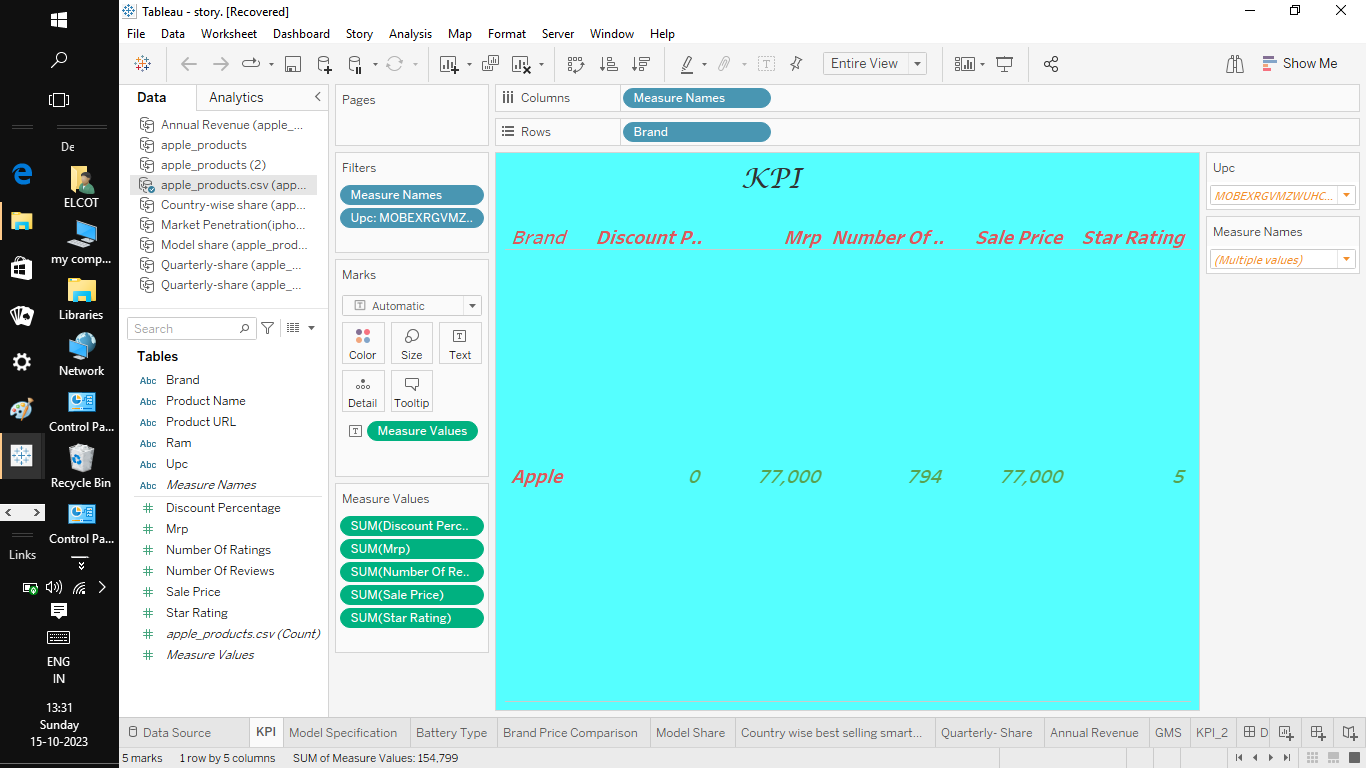 Tableau - story. [Recovered]
File Data Worksheet Dashboard Story Analysis Map Format Server Window Help
Entire View
Show Me
De
ELCOT
my comp...
Libraries
Network
Control Pa...
Recycle Bin
Control Pa...
Links
ENG
IN
13:31
Sunday
15-10-2023
Data Analytics
Annual Revenue (apple_...
apple_products
apple_products (2)
apple_products.csv (app...
Country-wise share (app...
Market Penetration(ipho...
Model share (apple_prod...
Quarterly-share (apple_...
Quarterly-share (apple_...
Search
Tables
Abc Brand
Abc Product Name
Abc Product URL
Abc Ram
Abc Upc
Abc Measure Names
# Discount Percentage
# Mrp
# Number Of Ratings
# Number Of Reviews
# Sale Price
# Star Rating
# apple_products.csv (Count)
# Measure Values
Pages
Filters
Measure Names
Upc: MOBEXRGVMZ..
Marks
Automatic
Color Size Text
Detail Tooltip
Measure Values
Measure Values
SUM(Discount Perc..
SUM(Mrp)
SUM(Number Of Re..
SUM(Sale Price)
SUM(Star Rating)
Columns Measure Names
Rows Brand
KPI
Brand Discount P.. Mrp Number Of .. Sale Price Star Rating
Apple 0 77,000 794 77,000 5
Upc
MOBEXRGVMZWUHC...
Measure Names
(Multiple values)
Data Source KPI Model Specification Battery Type Brand Price Comparison Model Share Country wise best selling smart... Quarterly- Share Annual Revenue GMS KPI_2 D
5 marks 1 row by 5 columns SUM of Measure Values: 154,799